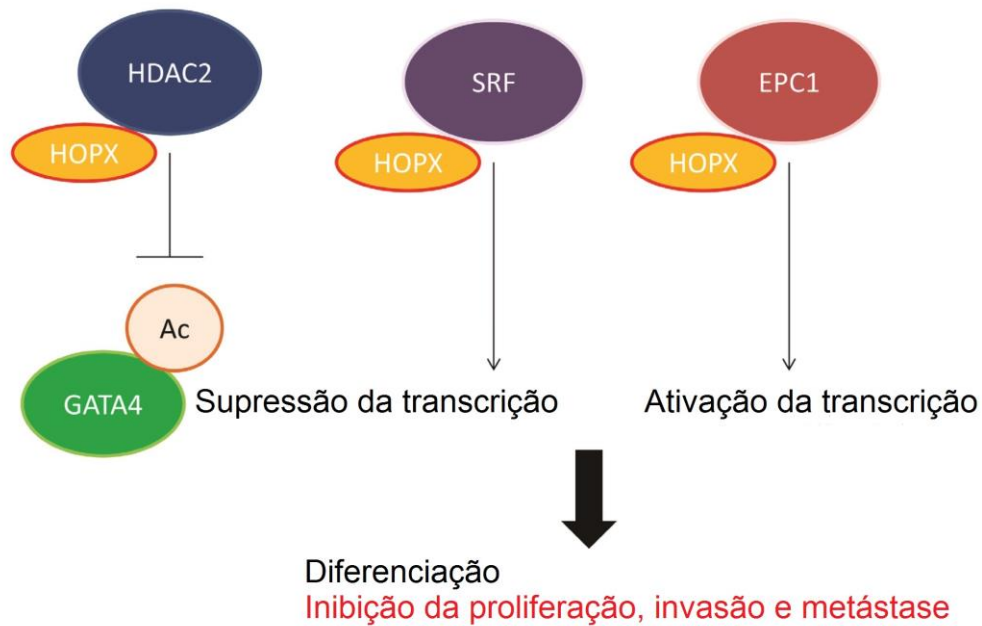 HDAC2
SRF
EPC1
HOPX
HOPX
HOPX
Ac
GATA4
Supressão da transcrição
Ativação da transcrição
Diferenciação
Inibição da proliferação, invasão e metástase